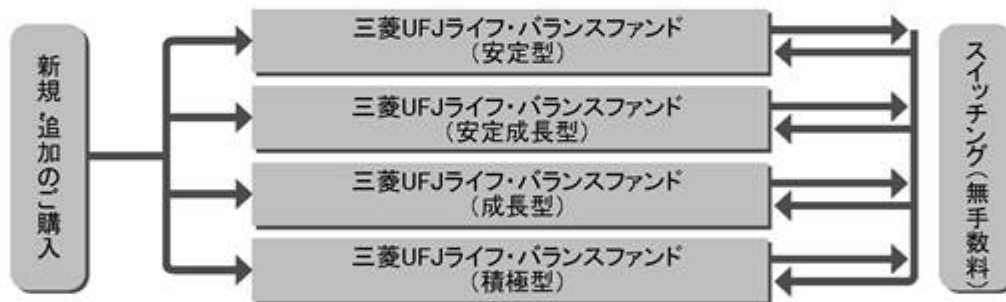 新規・追加のご購入
三菱UFJライフ・バランスファンド
(安定型)
三菱UFJライフ・バランスファンド
(安定成長型)
三菱UFJライフ・バランスファンド
(成長型)
三菱UFJライフ・バランスファンド
(積極型)
スイッチング(無手数料)